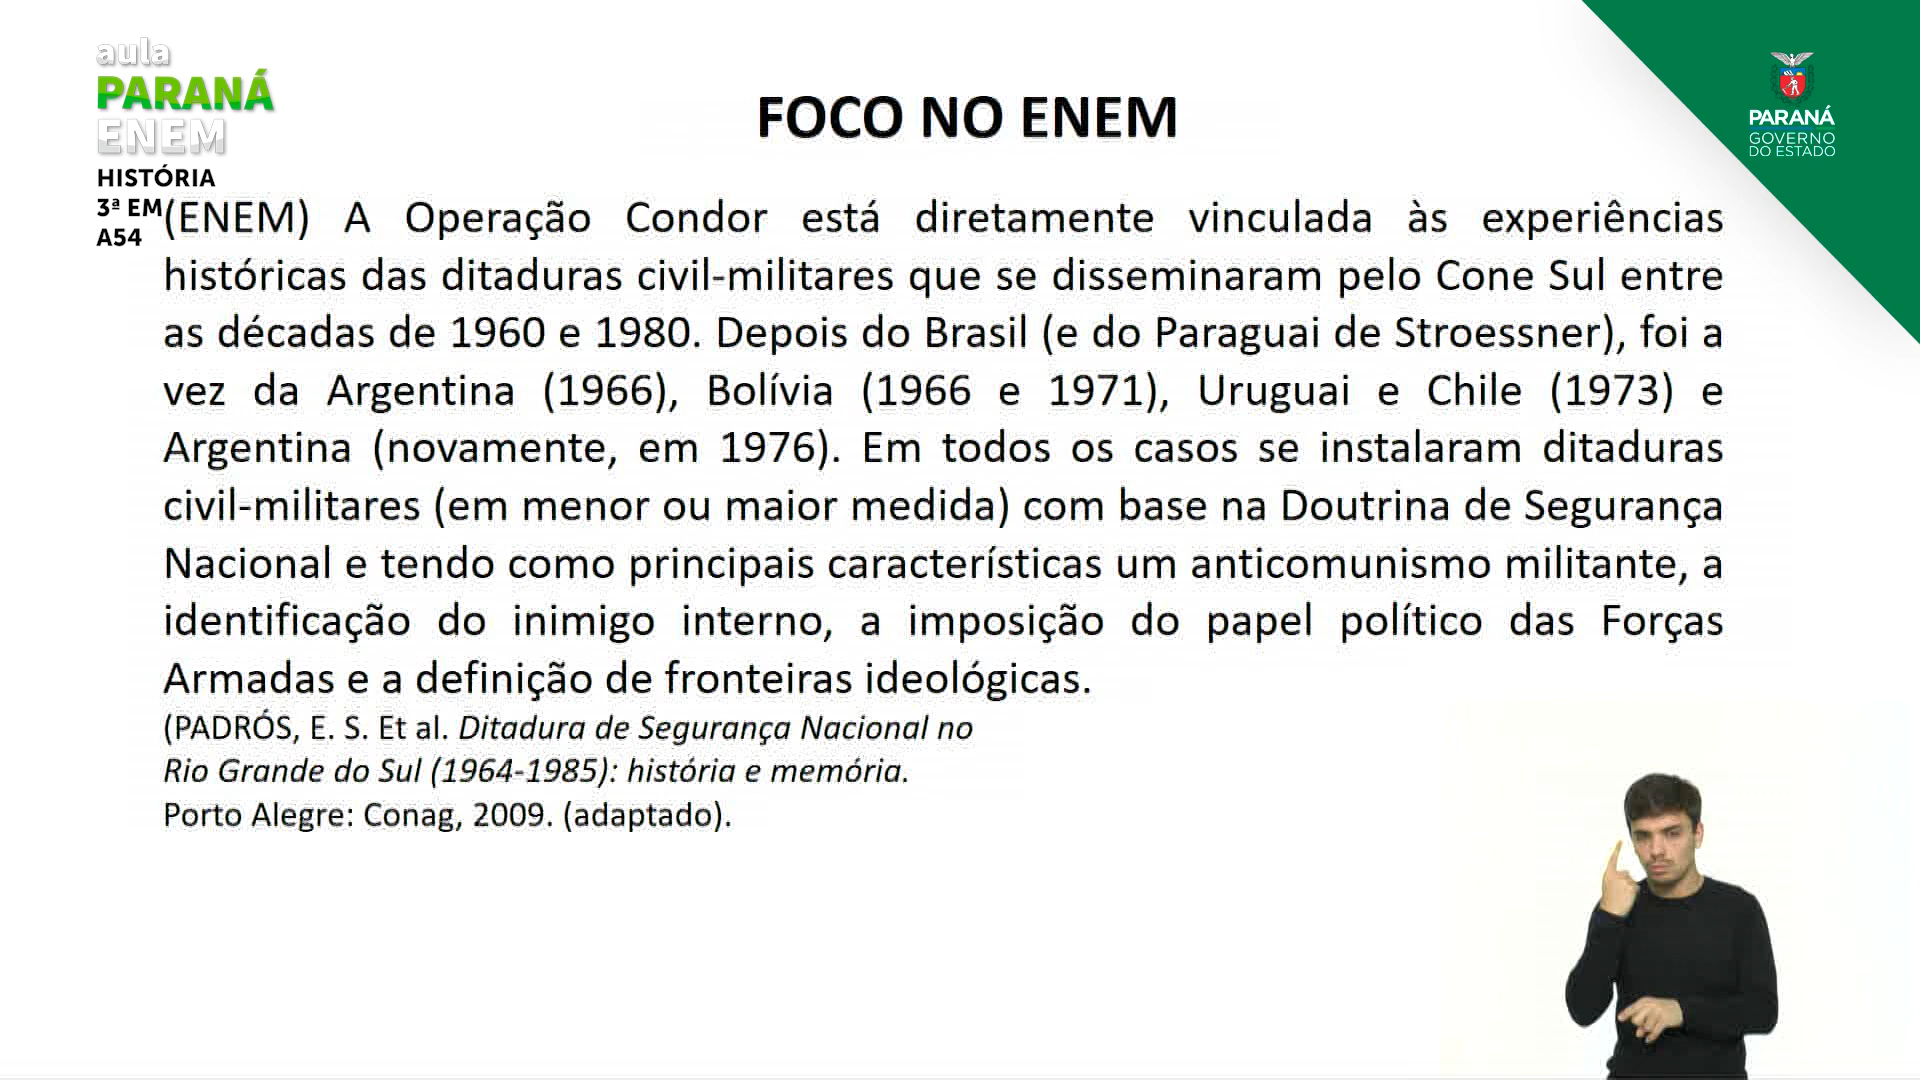 aula
PARANÁ
ENEM
HISTÓRIA
3ª EM
A54
FOCO NO ENEM
PARANÁ
GOVERNO
DO ESTADO
(ENEM) A Operação Condor está diretamente vinculada às experiências
históricas das ditaduras civil-militares que se disseminaram pelo Cone Sul entre
as décadas de 1960 e 1980. Depois do Brasil (e do Paraguai de Stroessner), foi a
vez da Argentina (1966), Bolívia (1966 e 1971), Uruguai e Chile (1973) e
Argentina (novamente, em 1976). Em todos os casos se instalaram ditaduras
civil-militares (em menor ou maior medida) com base na Doutrina de Segurança
Nacional e tendo como principais características um anticomunismo militante, a
identificação do inimigo interno, a imposição do papel político das Forças
Armadas e a definição de fronteiras ideológicas.
(PADRÓS, E. S. Et al. Ditadura de Segurança Nacional no
Rio Grande do Sul (1964-1985): história e memória.
Porto Alegre: Conag, 2009. (adaptado).